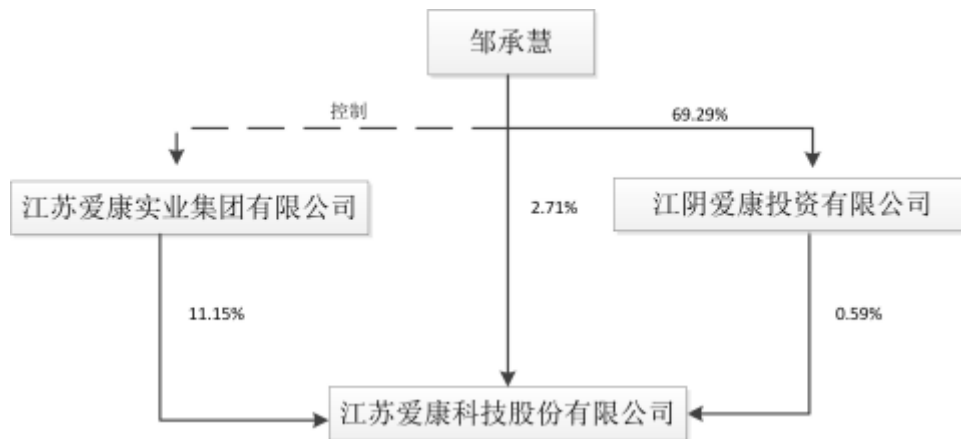 邹承慧
控制
69.29%
江苏爱康实业集团有限公司
2.71%
江阴爱康投资有限公司
11.15%
0.59%
江苏爱康科技股份有限公司